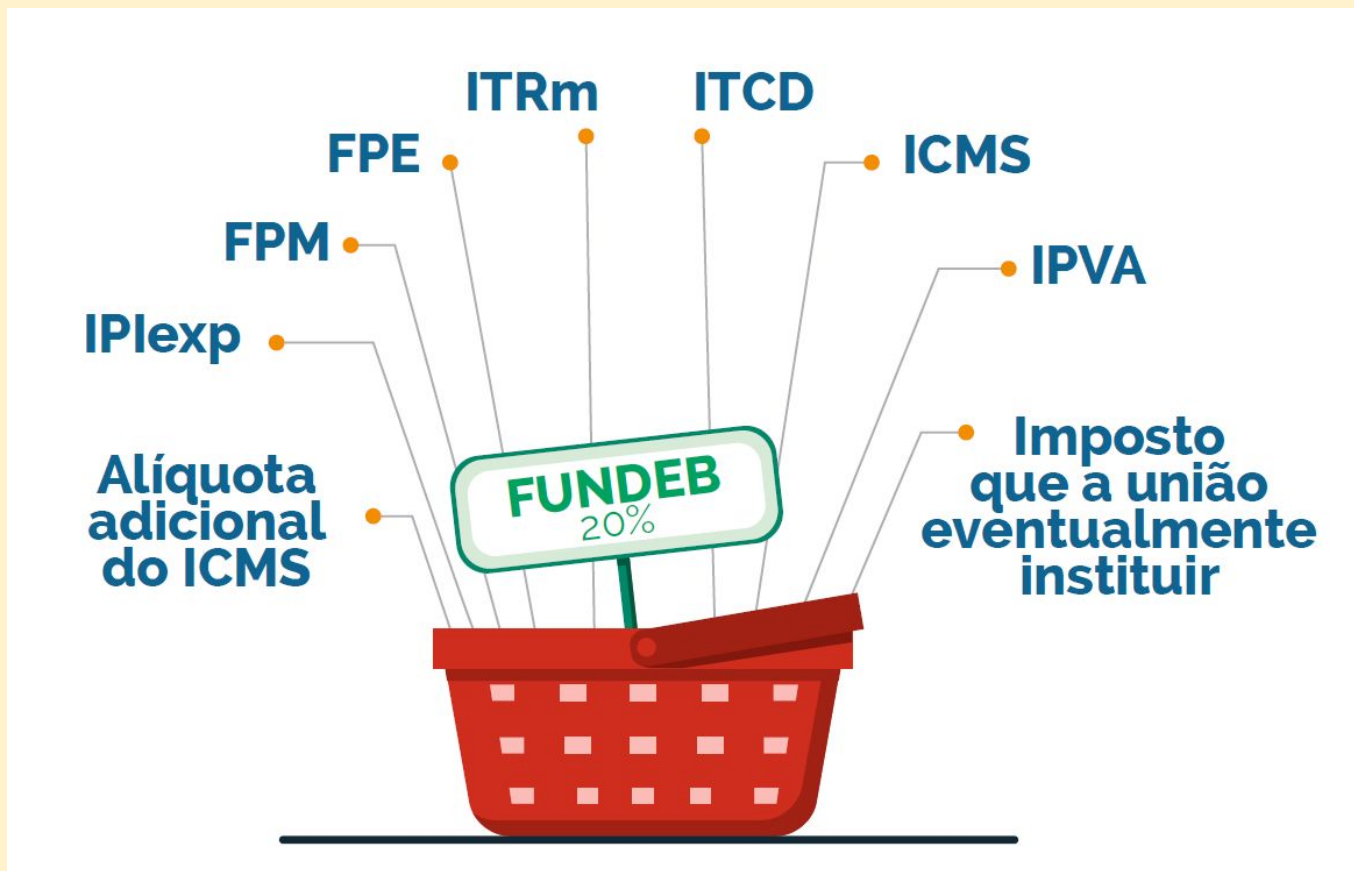 ITRm
ITCD
FPE
ICMS
FPM
IPVA
IPIexp
Alíquota
adicional
do ICMS
FUNDEB
20%
Imposto
que a união
eventualmente
instituir